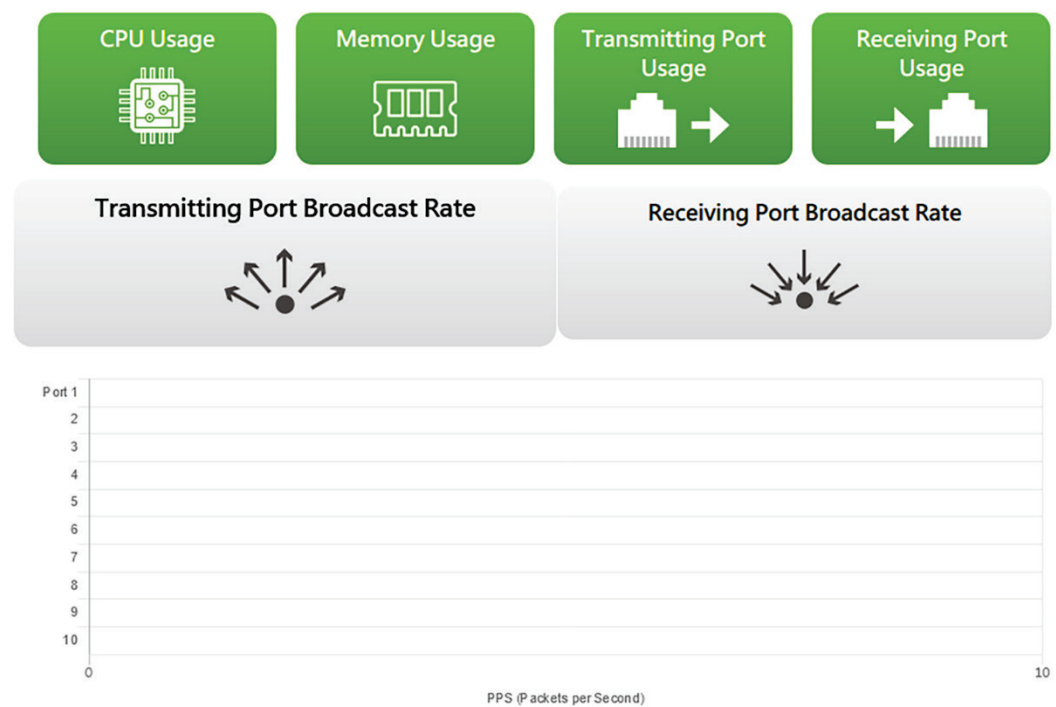 CPU Usage
Memory Usage
Transmitting Port
Usage
Receiving Port
Usage
Transmitting Port Broadcast Rate
Receiving Port Broadcast Rate
Port 1
2
3
4
5
6
7
8
9
10
0
10
PPS (Packets per Second)